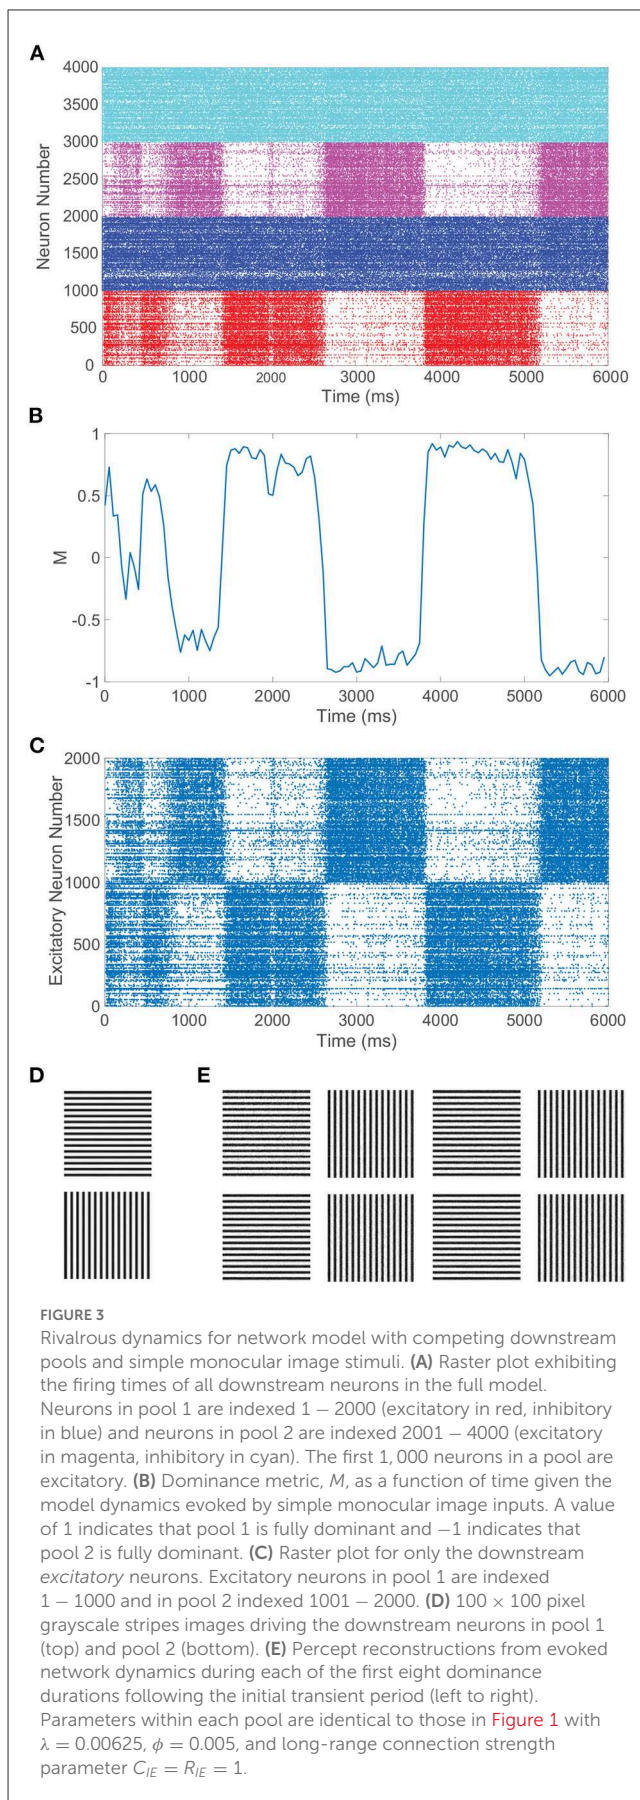 A
4000
3500
3000
2500
2000
1500
1000
500
0
Neuron Number
0 1000 2000 3000 4000 5000 6000
Time (ms)
B
1
0.5
0
-0.5
-1
M
0 1000 2000 3000 4000 5000 6000
Time (ms)
C
2000
1500
1000
500
0
Excitatory Neuron Number
0 1000 2000 3000 4000 5000 6000
Time (ms)
D E
FIGURE 3
Rivalrous dynamics for network model with competing downstream
pools and simple monocular image stimuli. (A) Raster plot exhibiting
the firing times of all downstream neurons in the full model.
Neurons in pool 1 are indexed 1 − 2000 (excitatory in red, inhibitory
in blue) and neurons in pool 2 are indexed 2001 − 4000 (excitatory
in magenta, inhibitory in cyan). The first 1, 000 neurons in a pool are
excitatory. (B) Dominance metric, M, as a function of time given the
model dynamics evoked by simple monocular image inputs. A value
of 1 indicates that pool 1 is fully dominant and −1 indicates that
pool 2 is fully dominant. (C) Raster plot for only the downstream
excitatory neurons. Excitatory neurons in pool 1 are indexed
1 − 1000 and in pool 2 indexed 1001 − 2000. (D) 100 × 100 pixel
grayscale stripes images driving the downstream neurons in pool 1
(top) and pool 2 (bottom). (E) Percept reconstructions from evoked
network dynamics during each of the first eight dominance
durations following the initial transient period (left to right).
Parameters within each pool are identical to those in Figure 1 with
λ = 0.00625, ϕ = 0.005, and long-range connection strength
parameter C_IE = R_IE = 1.